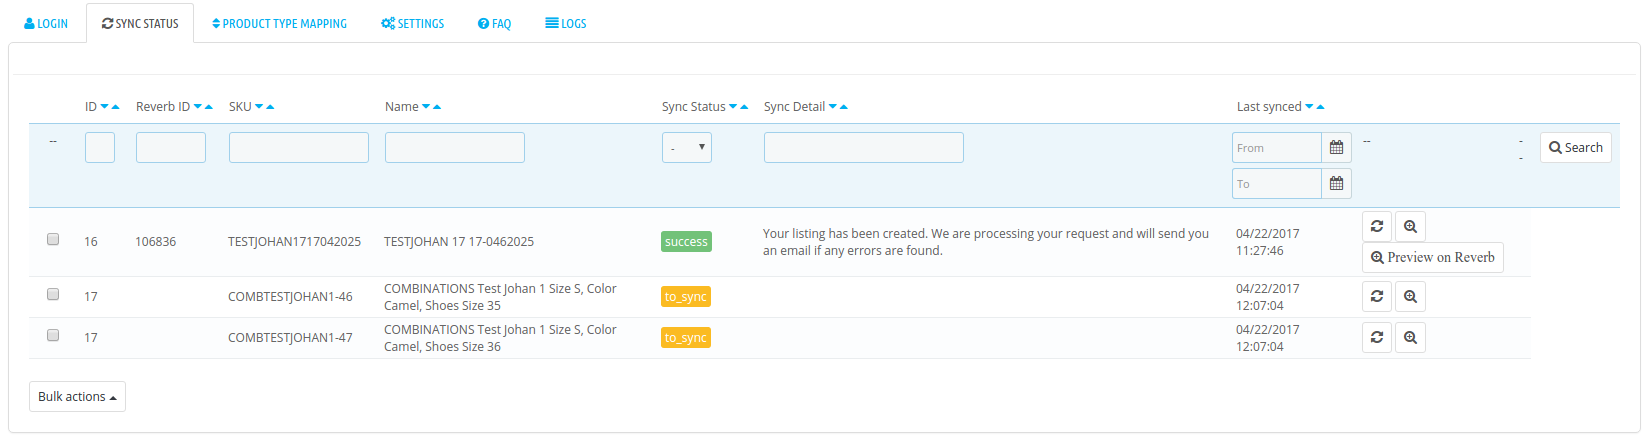 LOGIN SYNC STATUS PRODUCT TYPE MAPPING SETTINGS FAQ LOGS
ID Reverb ID SKU Name Sync Status Sync Detail Last synced
-- - From -- - Search
-
To
16 106836 TESTJOHAN1717042025 TESTJOHAN 17 17-0462025 success Your listing has been created. We are processing your request and will send you 04/22/2017
an email if any errors are found. 11:27:46
Preview on Reverb
17 COMBTESTJOHAN1-46 COMBINATIONS Test Johan 1 Size S, Color to_sync 04/22/2017
Camel, Shoes Size 35 12:07:04
17 COMBTESTJOHAN1-47 COMBINATIONS Test Johan 1 Size S, Color to_sync 04/22/2017
Camel, Shoes Size 36 12:07:04
Bulk actions